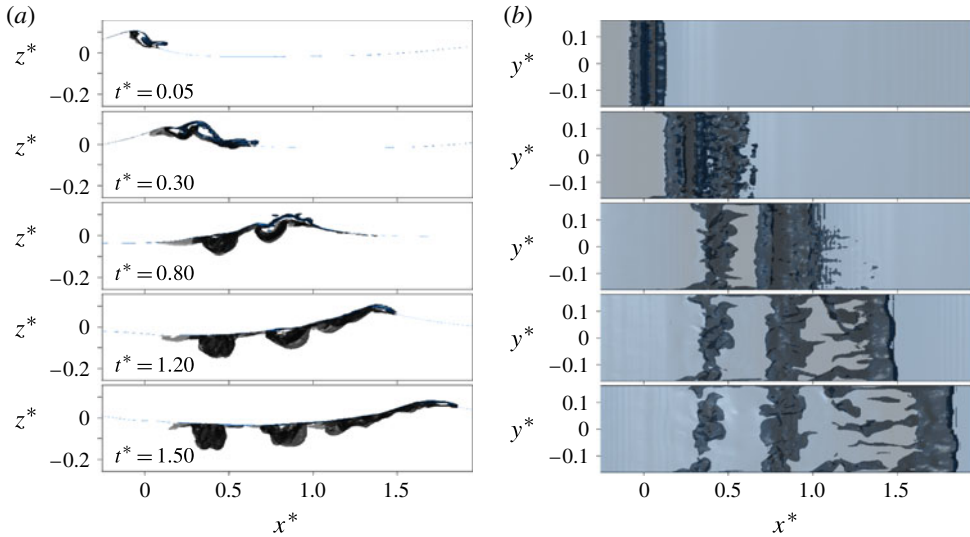 (a)
z* 0
–0.2
t* = 0.05
z* 0
–0.2
t* = 0.30
z* 0
–0.2
t* = 0.80
z* 0
–0.2
t* = 1.20
z* 0
–0.2
t* = 1.50
0 0.5 1.0 1.5
x*
(b)
0.1
y* 0
–0.1
0.1
y* 0
–0.1
0.1
y* 0
–0.1
0.1
y* 0
–0.1
0.1
y* 0
–0.1
0 0.5 1.0 1.5
x*